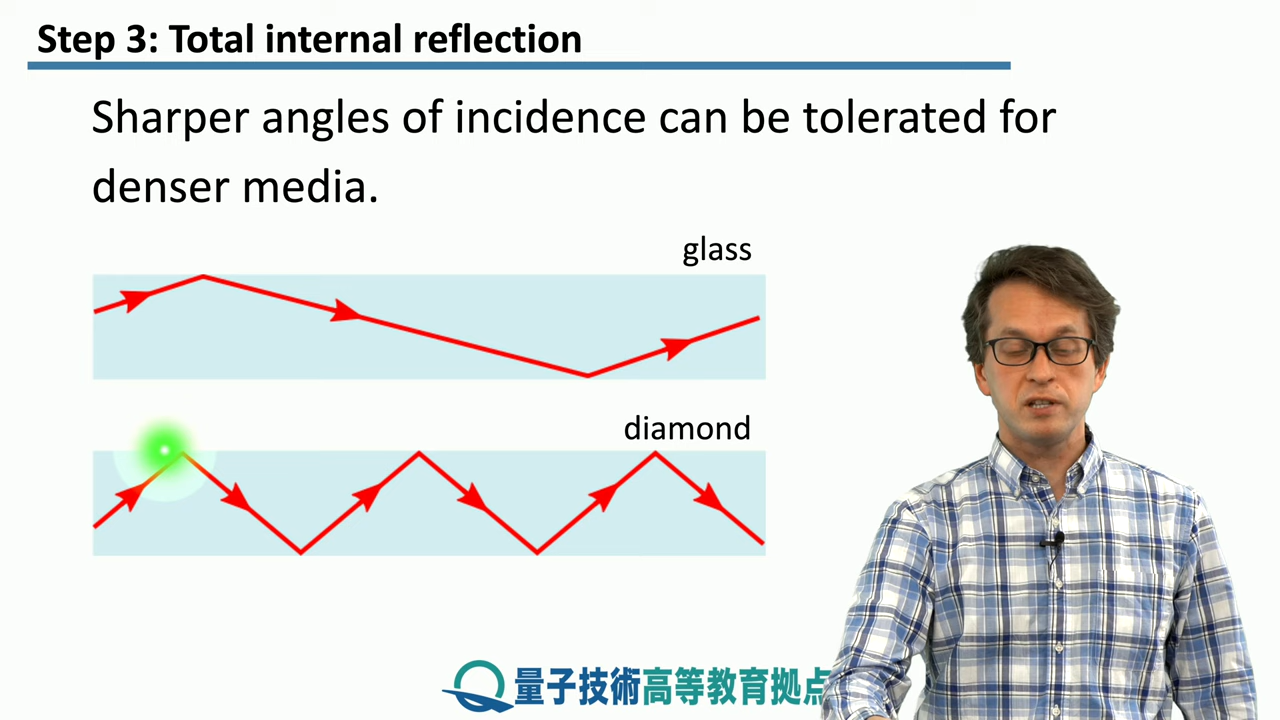 Step 3: Total internal reflection
Sharper angles of incidence can be tolerated for
denser media.
glass
diamond
量子技術高等教育拠点